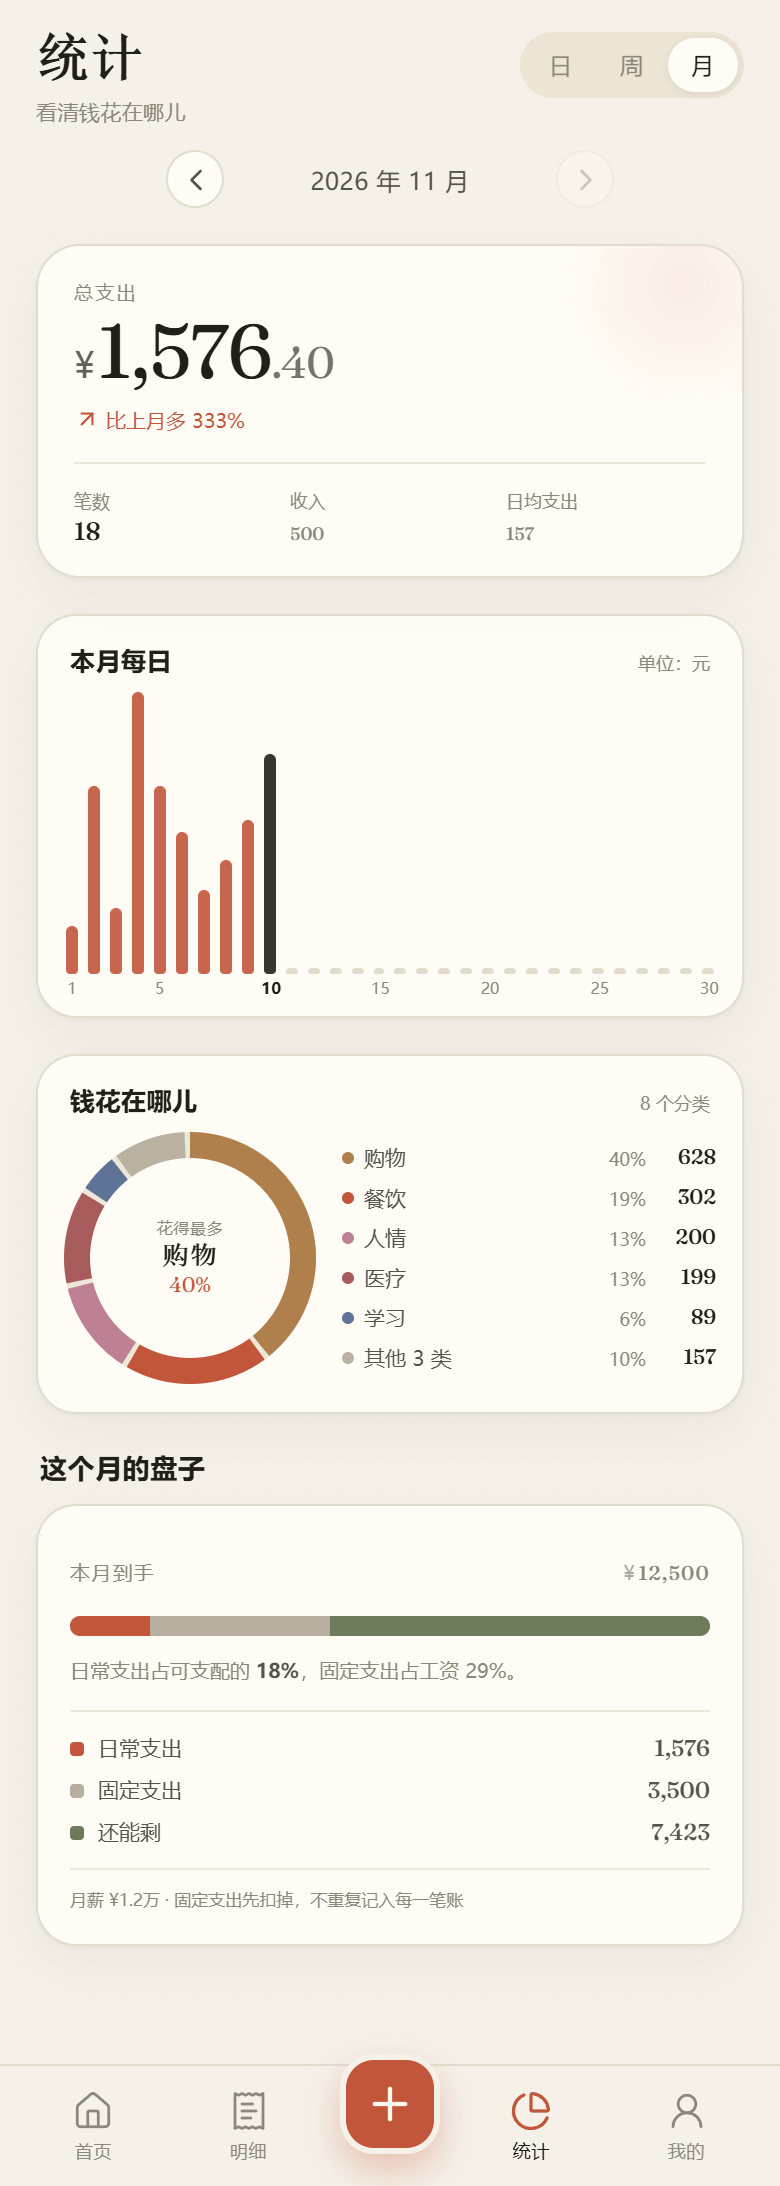 统计
看清钱花在哪儿
日 周 月
2026 年 11 月
总支出
¥1,576.40
比上月多 333%
笔数 收入 日均支出
18 500 157
本月每日 单位：元
1 5 10 15 20 25 30
钱花在哪儿 8 个分类
花得最多
购物
40%
购物 40% 628
餐饮 19% 302
人情 13% 200
医疗 13% 199
学习 6% 89
其他 3 类 10% 157
这个月的盘子
本月到手 ¥12,500
日常支出占可支配的 18%，固定支出占工资 29%。
日常支出 1,576
固定支出 3,500
还能剩 7,423
月薪 ¥1.2万 · 固定支出先扣掉，不重复记入每一笔账
首页 明细 统计 我的